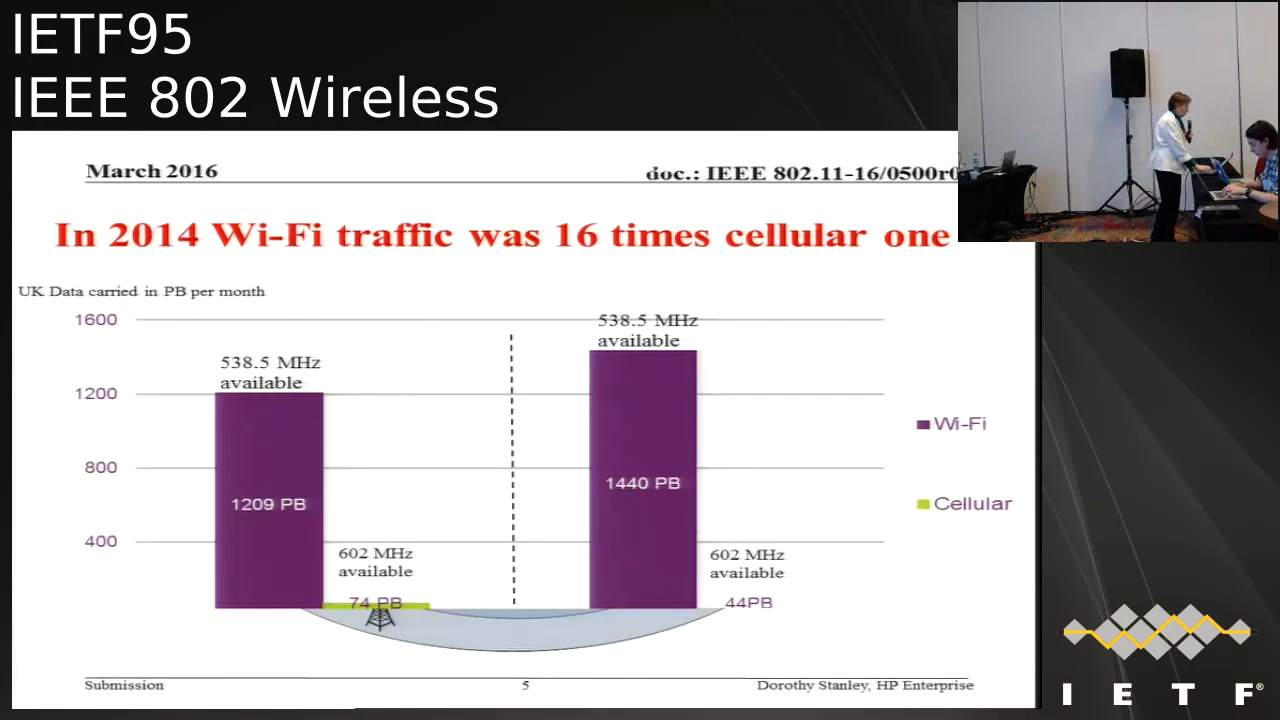 IETF95
IEEE 802 Wireless
March 2016
doc.: IEEE 802.11-16/0500r0
In 2014 Wi-Fi traffic was 16 times cellular one
UK Data carried in PB per month
1600
1200
800
400
538.5 MHz
available
1209 PB
602 MHz
available
74 PB
538.5 MHz
available
1440 PB
602 MHz
available
44PB
Wi-Fi
Cellular
Submission
5
Dorothy Stanley, HP Enterprise
I E T F®